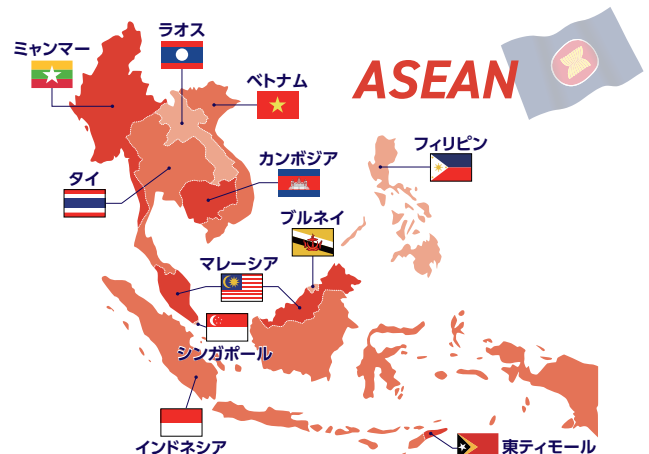 ラオス
ミャンマー
ASEAN
ベトナム
フィリピン
カンボジア
タイ
ブルネイ
マレーシア
シンガポール
インドネシア
東ティモール